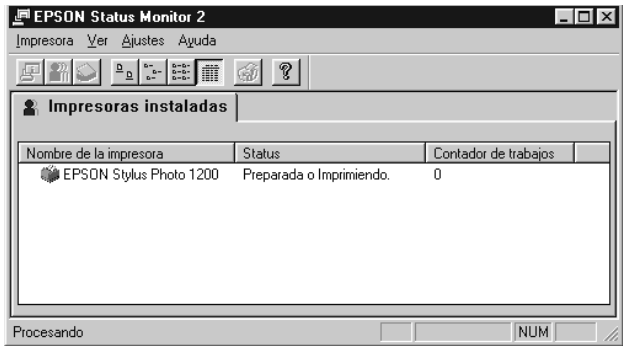 EPSON Status Monitor 2
Impresora Ver Ajustes Ayuda
Impresoras instaladas
Nombre de la impresora Status Contador de trabajos
EPSON Stylus Photo 1200 Preparada o Imprimiendo. 0
Procesando NUM